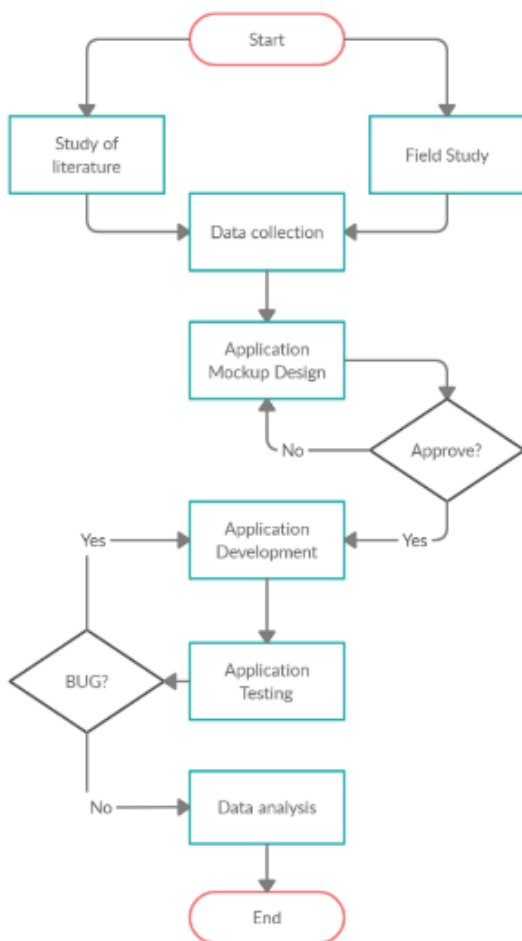 Start
Study of
literature
Field Study
Data collection
Application
Mockup Design
No
Approve?
Yes
Application
Development
Yes
BUG?
Application
Testing
No
Data analysis
End